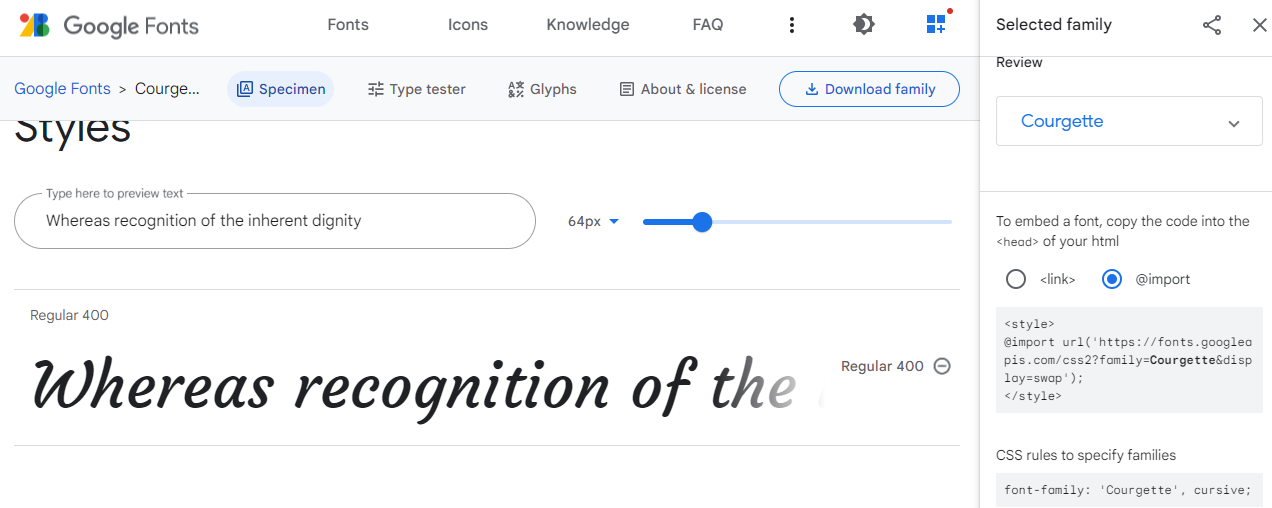 Google Fonts
Fonts
Icons
Knowledge
FAQ
Google Fonts > Courge...
Specimen
Type tester
Glyphs
About & license
Download family
Styles
Type here to preview text
Whereas recognition of the inherent dignity
64px
Regular 400
Whereas recognition of the
Regular 400
Selected family
Review
Courgette
To embed a font, copy the code into the
<head> of your html
<link>
@import
<style>
@import url('https://fonts.googlea
pis.com/css2?family=Courgette&disp
lay=swap');
</style>
CSS rules to specify families
font-family: 'Courgette', cursive;